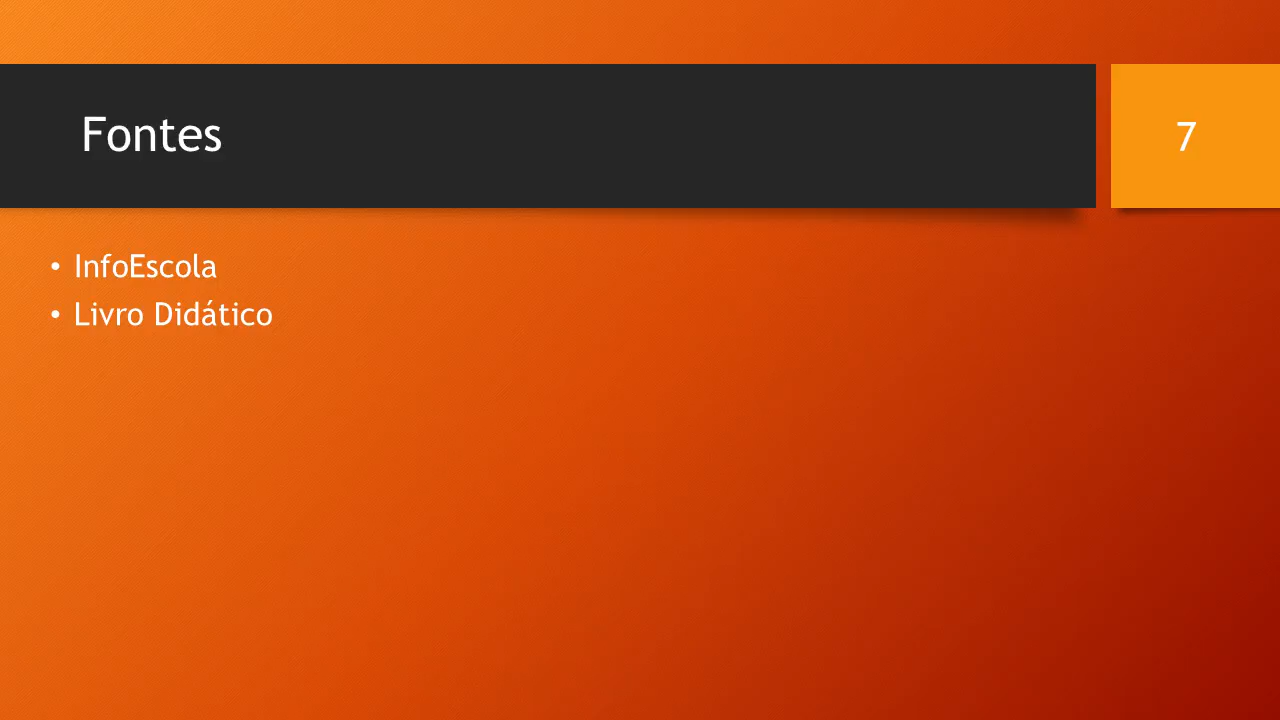 Fontes
7
• InfoEscola
• Livro Didático